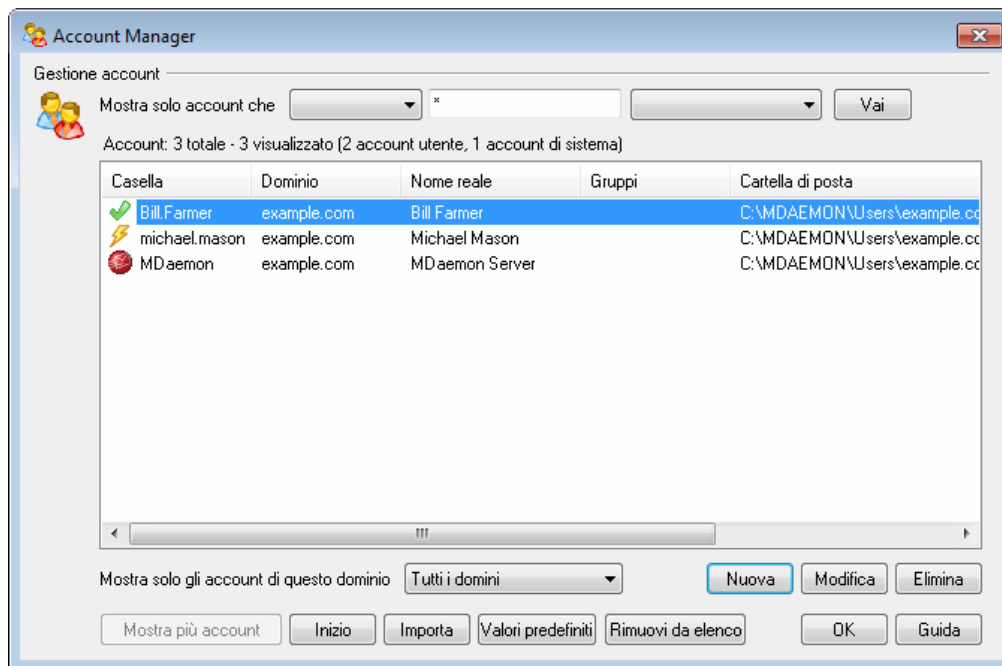 Account Manager
Gestione account
Mostra solo account che * Vai
Account: 3 totale - 3 visualizzato (2 account utente, 1 account di sistema)
Casella Dominio Nome reale Gruppi Cartella di posta
Bill.Farmer example.com Bill Farmer C:\MDAEMON\Users\example.cc
michael.mason example.com Michael Mason C:\MDAEMON\Users\example.cc
MDaemon example.com MDaemon Server C:\MDAEMON\Users\example.cc
Mostra solo gli account di questo dominio Tutti i domini Nuova Modifica Elimina
Mostra più account Inizio Importa Valori predefiniti Rimuovi da elenco OK Guida